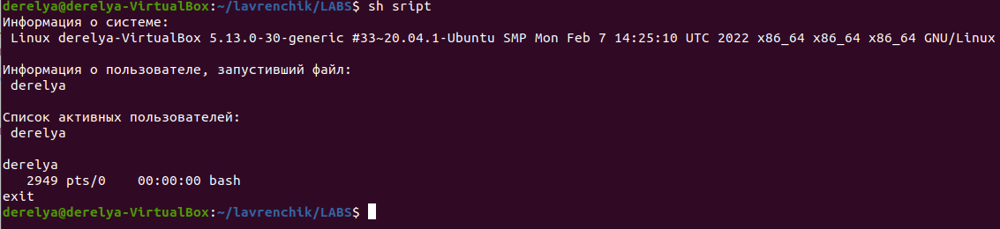 derelya@derelya-VirtualBox:~/lavrenchik/LABS$ sh sript
Информация о системе:
 Linux derelya-VirtualBox 5.13.0-30-generic #33~20.04.1-Ubuntu SMP Mon Feb 7 14:25:10 UTC 2022 x86_64 x86_64 x86_64 GNU/Linux

Информация о пользователе, запустивший файл:
 derelya

Список активных пользователей:
 derelya

derelya
   2949 pts/0    00:00:00 bash
exit
derelya@derelya-VirtualBox:~/lavrenchik/LABS$